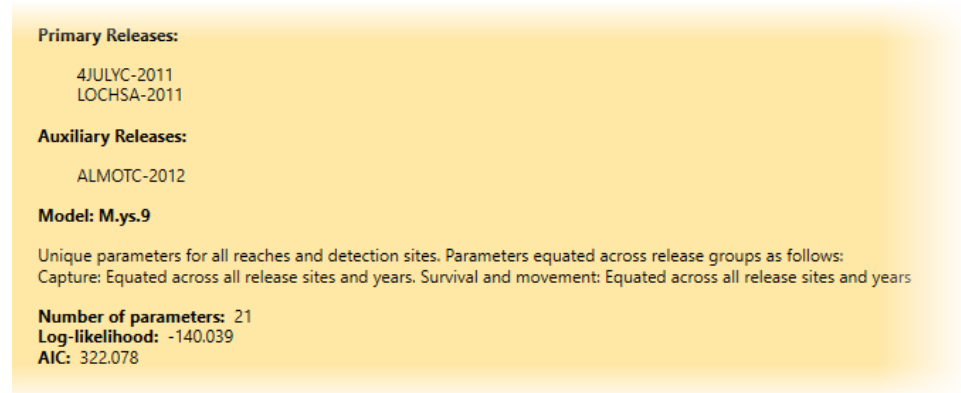 Primary Releases:
4JULYC-2011
LOCHSA-2011
Auxiliary Releases:
ALMOTC-2012
Model: M.ys.9
Unique parameters for all reaches and detection sites. Parameters equated across release groups as follows:
Capture: Equated across all release sites and years. Survival and movement: Equated across all release sites and years
Number of parameters: 21
Log-likelihood: -140.039
AIC: 322.078